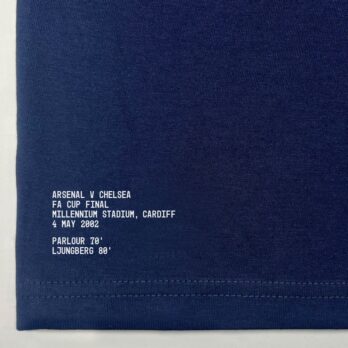 ARSENAL V CHELSEA
FA CUP FINAL
MILLENNIUM STADIUM, CARDIFF
4 MAY 2002
PARLOUR 70'
LJUNGBERG 80'